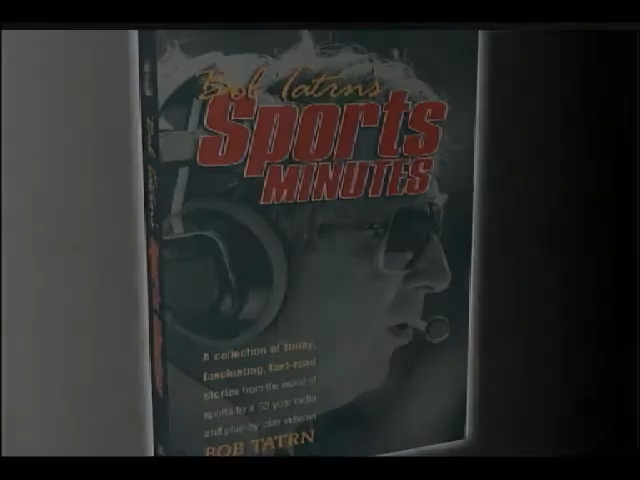 Bob Tatrn's
Sports
MINUTES
A collection of funny,
fascinating, fast-read
stories from the world of
sports by a 53 year radio
and play-by-play veteran
BOB TATRN